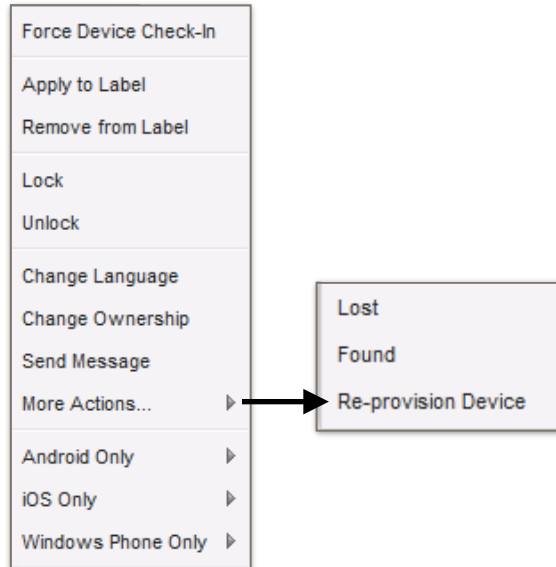 Force Device Check-In
Apply to Label
Remove from Label
Lock
Unlock
Change Language
Change Ownership
Send Message
More Actions...
Android Only
iOS Only
Windows Phone Only
Lost
Found
Re-provision Device